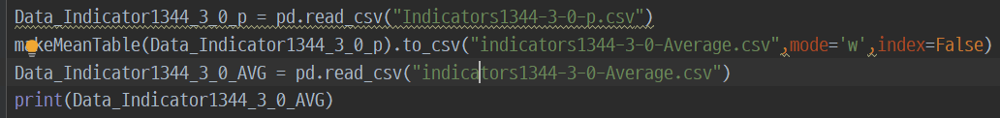 Data_Indicator1344_3_0_p = pd.read_csv("Indicators1344-3-0-p.csv")
makeMeanTable(Data_Indicator1344_3_0_p).to_csv("indicators1344-3-0-Average.csv",mode='w',index=False)
Data_Indicator1344_3_0_AVG = pd.read_csv("indicators1344-3-0-Average.csv")
print(Data_Indicator1344_3_0_AVG)